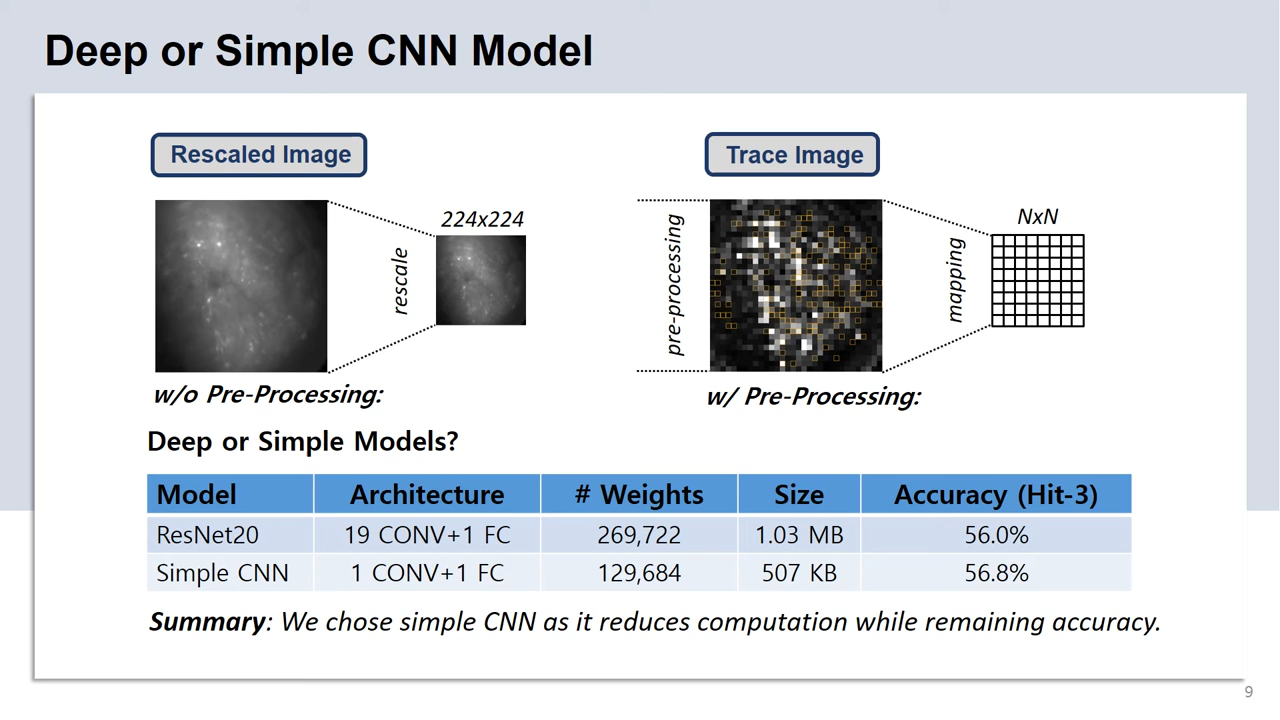 Deep or Simple CNN Model
Rescaled Image
Trace Image
224x224
rescale
w/o Pre-Processing:
pre-processing
mapping
NxN
w/ Pre-Processing:
Deep or Simple Models?
Model Architecture # Weights Size Accuracy (Hit-3)
ResNet20 19 CONV+1 FC 269,722 1.03 MB 56.0%
Simple CNN 1 CONV+1 FC 129,684 507 KB 56.8%
Summary: We chose simple CNN as it reduces computation while remaining accuracy.
9